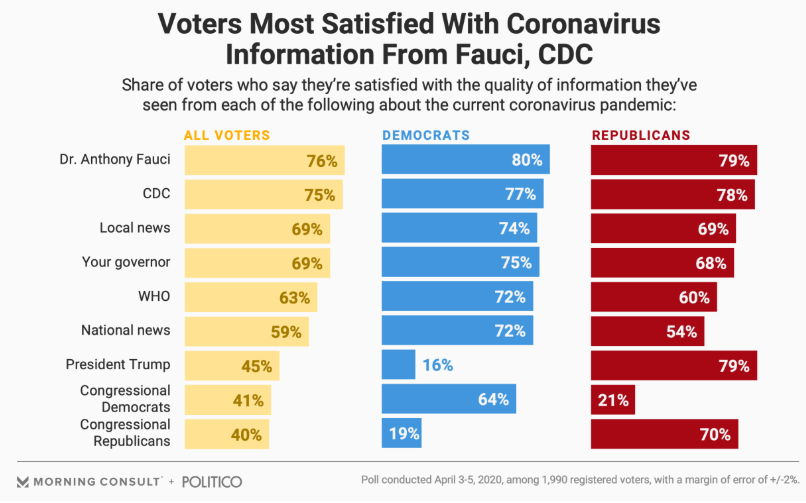 Voters Most Satisfied With Coronavirus
Information From Fauci, CDC
Share of voters who say they're satisfied with the quality of information they've
seen from each of the following about the current coronavirus pandemic:
ALL VOTERS DEMOCRATS REPUBLICANS
Dr. Anthony Fauci 76% 80% 79%
CDC 75% 77% 78%
Local news 69% 74% 69%
Your governor 69% 75% 68%
WHO 63% 72% 60%
National news 59% 72% 54%
President Trump 45% 16% 79%
Congressional
Democrats 41% 64% 21%
Congressional
Republicans 40% 19% 70%
MORNING CONSULT + POLITICO
Poll conducted April 3-5, 2020, among 1,990 registered voters, with a margin of error of +/-2%.